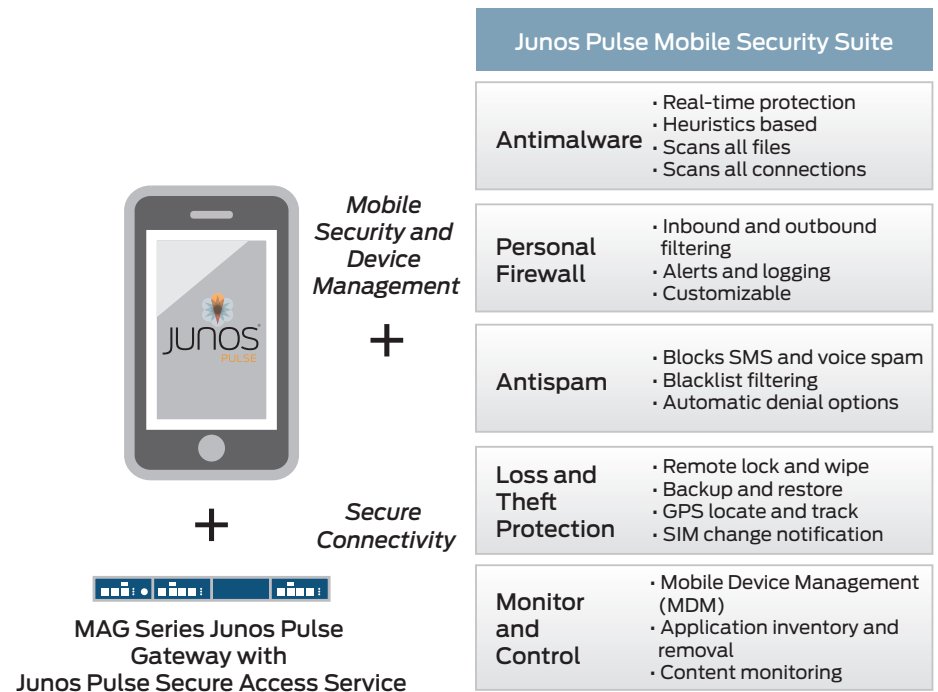 Junos Pulse Mobile Security Suite
Antimalware
· Real-time protection
· Heuristics based
· Scans all files
· Scans all connections
Mobile
Security and
Device
Management
+
Personal
Firewall
· Inbound and outbound
filtering
· Alerts and logging
· Customizable
JUNOS
PULSE
Antispam
· Blocks SMS and voice spam
· Blacklist filtering
· Automatic denial options
Loss and
Theft
Protection
· Remote lock and wipe
· Backup and restore
· GPS locate and track
· SIM change notification
+
Secure
Connectivity
Monitor
and
Control
· Mobile Device Management
(MDM)
· Application inventory and
removal
· Content monitoring
MAG Series Junos Pulse
Gateway with
Junos Pulse Secure Access Service